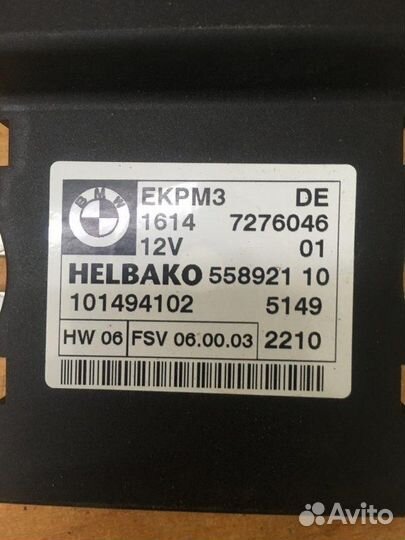 BMW
EKPM3 DE
1614 7276046
12V 01
HELBAKO 558921 10
101494102 5149
HW 06 FSV 06.00.03 2210
Avito